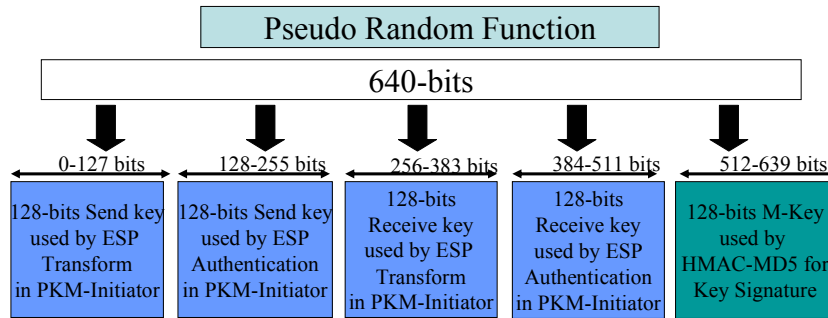 Pseudo Random Function
640-bits
0-127 bits
128-255 bits
256-383 bits
384-511 bits
512-639 bits
128-bits Send key
used by ESP
Transform
in PKM-Initiator
128-bits Send key
used by ESP
Authentication
in PKM-Initiator
128-bits
Receive key
used by ESP
Transform
in PKM-Initiator
128-bits
Receive key
used by ESP
Authentication
in PKM-Initiator
128-bits M-Key
used by
HMAC-MD5 for
Key Signature